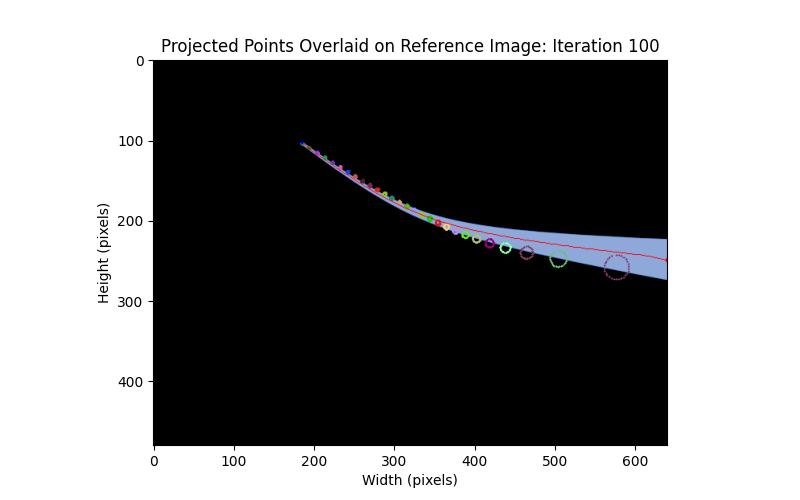 Projected Points Overlaid on Reference Image: Iteration 100
0
100
200
300
400
Height (pixels)
0 100 200 300 400 500 600
Width (pixels)